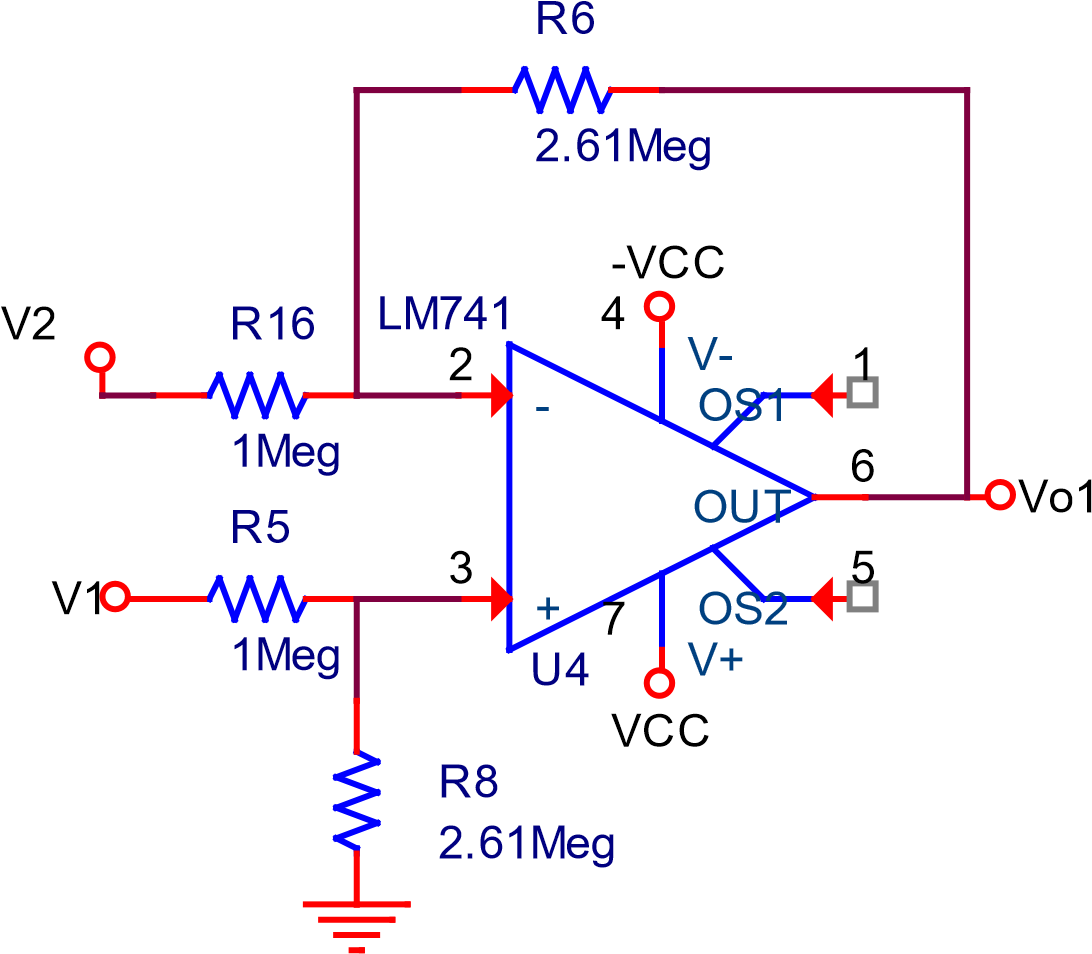 R6
2.61Meg
-VCC
4
V2
R16
LM741
2
V-
1
-
OS1
1Meg
6
OUT
Vo1
R5
3
5
V1
+
7
OS2
1Meg
U4
V+
VCC
R8
2.61Meg